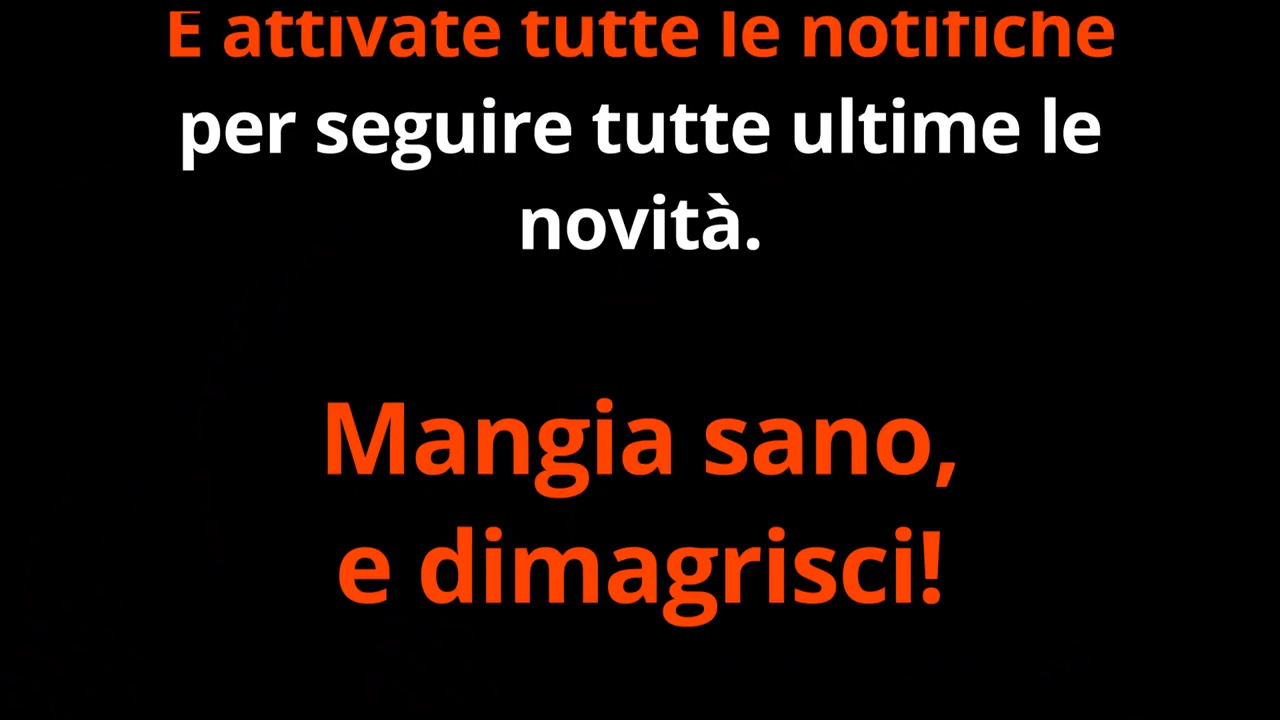 E attivate tutte le notifiche
per seguire tutte ultime le
novità.
Mangia sano,
e dimagrisci!